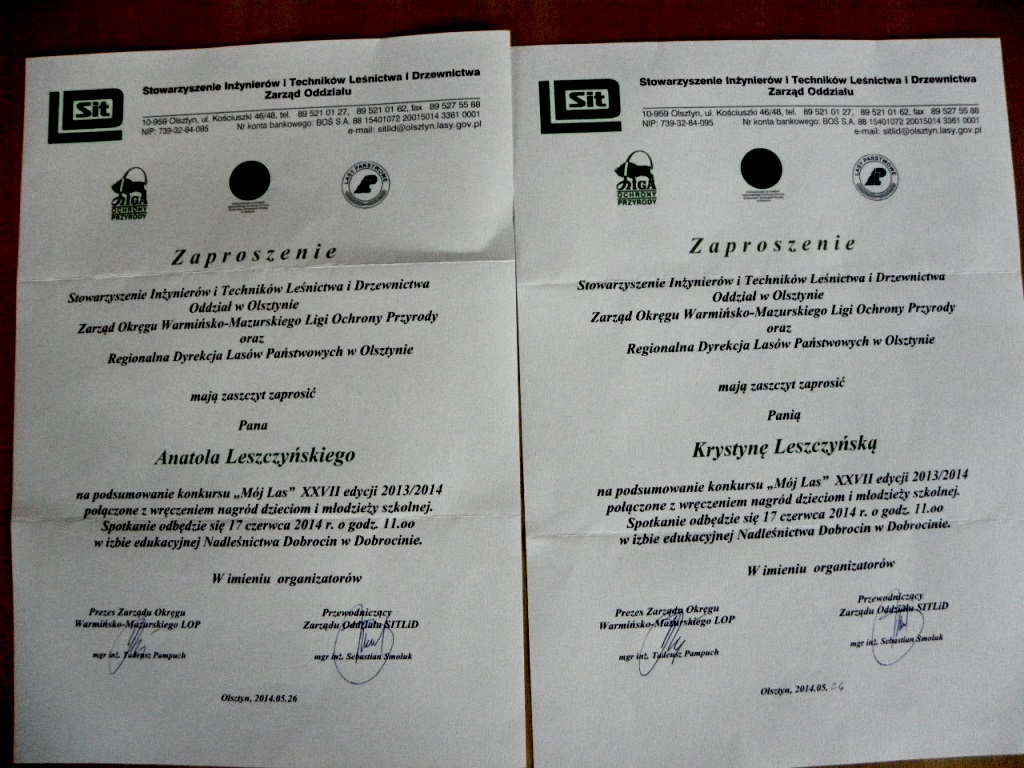 Sit
Stowarzyszenie Inżynierów i Techników Leśnictwa i Drzewnictwa
Zarząd Oddziału
10-959 Olsztyn, ul. Kościuszki 46/48, tel. 89 521 01 27, 89 521 01 62, fax 89 527 55 88
NIP: 739-32-84-095 Nr konta bankowego: BOŚ S.A. 88 15401072 20015014 3361 0001
e-mail: sitlid@olsztyn.lasy.gov.pl
LIGA
OCHRONY
PRZYRODY
LASY PAŃSTWOWE
Zaproszenie
Stowarzyszenie Inżynierów i Techników Leśnictwa i Drzewnictwa
Oddział w Olsztynie
Zarząd Okręgu Warmińsko-Mazurskiego Ligi Ochrony Przyrody
oraz
Regionalna Dyrekcja Lasów Państwowych w Olsztynie
mają zaszczyt zaprosić
Pana
Anatola Leszczyńskiego
na podsumowanie konkursu „Mój Las” XXVII edycji 2013/2014
połączone z wręczeniem nagród dzieciom i młodzieży szkolnej.
Spotkanie odbędzie się 17 czerwca 2014 r. o godz. 11.oo
w izbie edukacyjnej Nadleśnictwa Dobrocin w Dobrocinie.
W imieniu organizatorów
Prezes Zarządu Okręgu
Warmińsko-Mazurskiego LOP
mgr inż. Tadeusz Pampuch
Przewodniczący
Zarządu Oddziału SITLiD
mgr inż. Sebastian Smoluk
Olsztyn, 2014.05.26
Sit
Stowarzyszenie Inżynierów i Techników Leśnictwa i Drzewnictwa
Zarząd Oddziału
10-959 Olsztyn, ul. Kościuszki 46/48, tel. 89 521 01 27, 89 521 01 62, fax 89 527 55 88
NIP: 739-32-84-095 Nr konta bankowego: BOŚ S.A. 88 15401072 20015014 3361 0001
e-mail: sitlid@olsztyn.lasy.gov.pl
LIGA
OCHRONY
PRZYRODY
LASY PAŃSTWOWE
Zaproszenie
Stowarzyszenie Inżynierów i Techników Leśnictwa i Drzewnictwa
Oddział w Olsztynie
Zarząd Okręgu Warmińsko-Mazurskiego Ligi Ochrony Przyrody
oraz
Regionalna Dyrekcja Lasów Państwowych w Olsztynie
mają zaszczyt zaprosić
Panią
Krystynę Leszczyńską
na podsumowanie konkursu „Mój Las” XXVII edycji 2013/2014
połączone z wręczeniem nagród dzieciom i młodzieży szkolnej.
Spotkanie odbędzie się 17 czerwca 2014 r. o godz. 11.oo
w izbie edukacyjnej Nadleśnictwa Dobrocin w Dobrocinie.
W imieniu organizatorów
Prezes Zarządu Okręgu
Warmińsko-Mazurskiego LOP
mgr inż. Tadeusz Pampuch
Przewodniczący
Zarządu Oddziału SITLiD
mgr inż. Sebastian Smoluk
Olsztyn, 2014.05.26